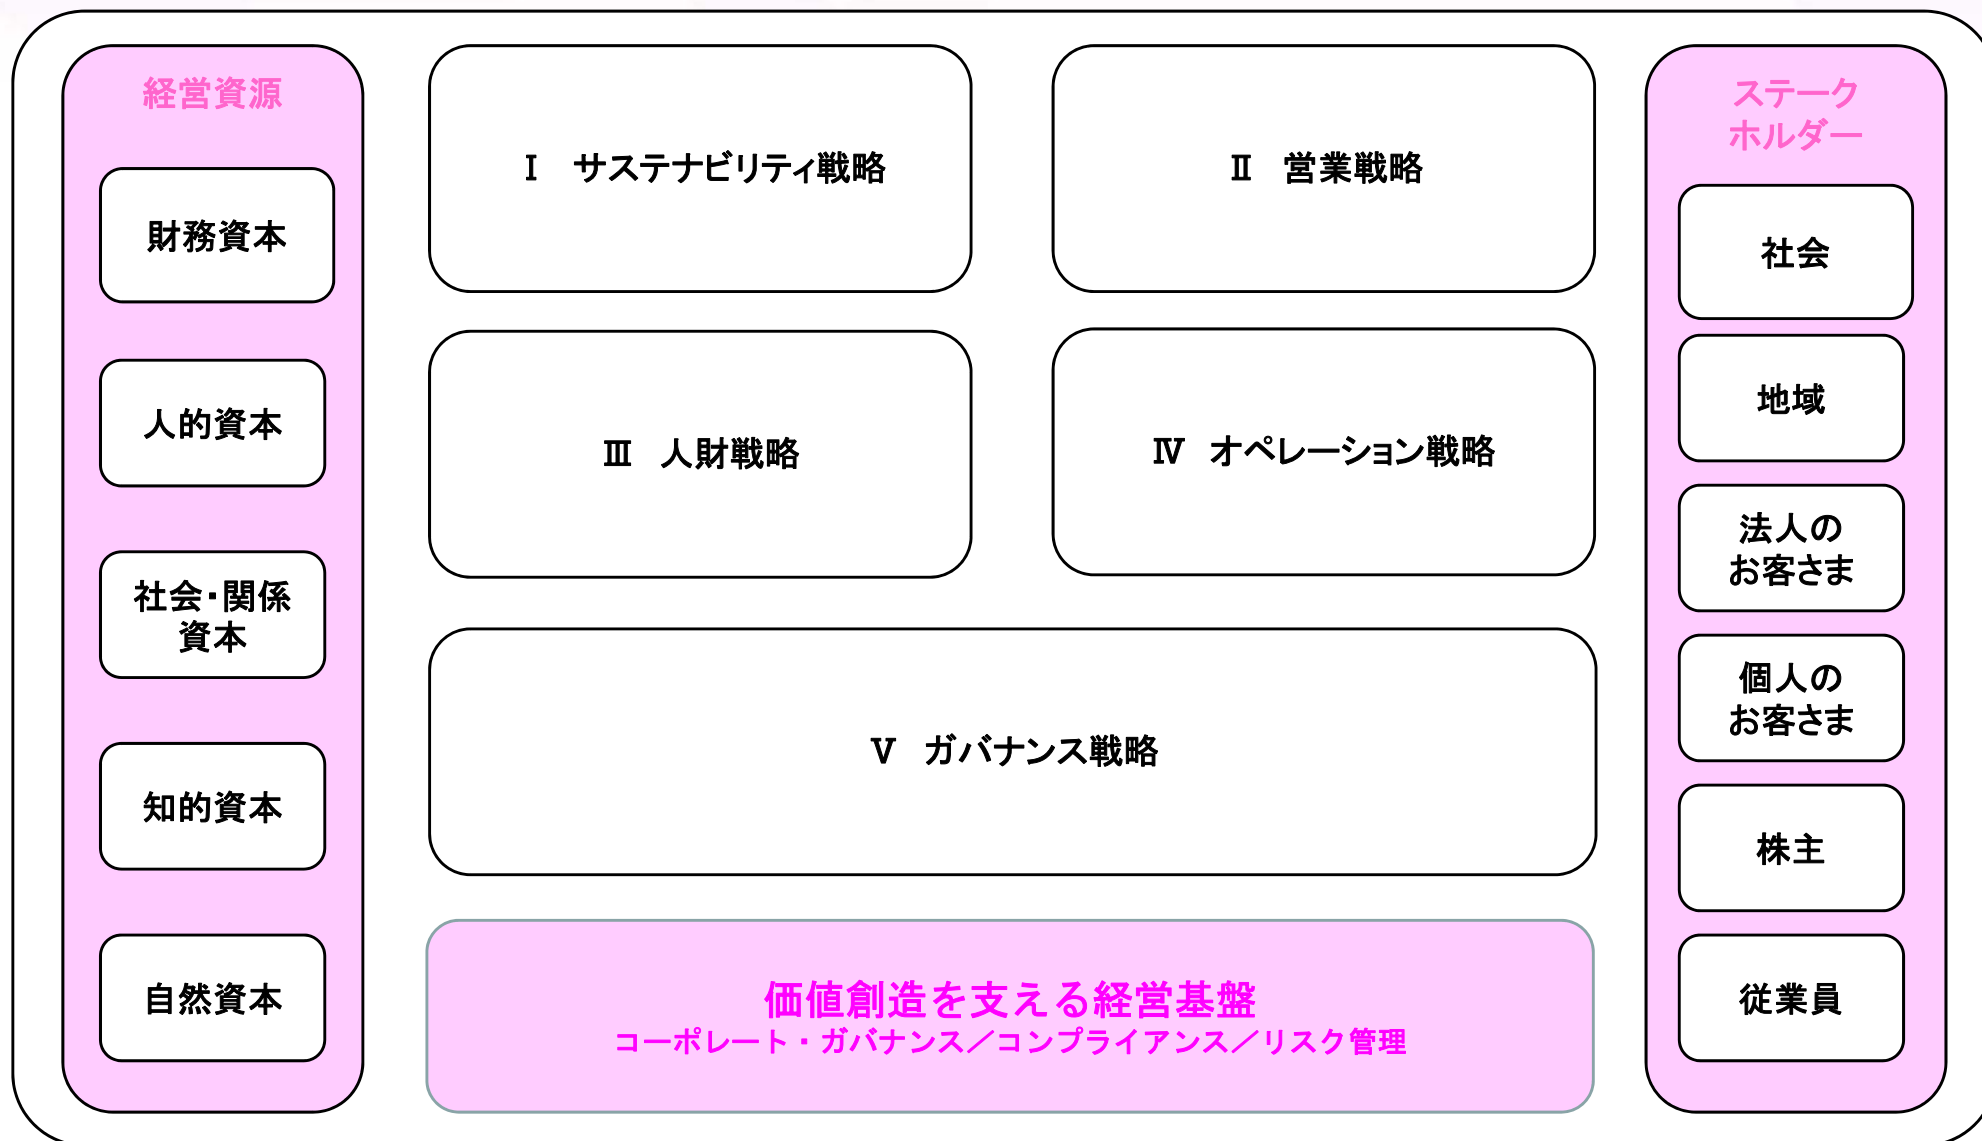 経営資源
財務資本
人的資本
社会・関係
資本
知的資本
自然資本
Ⅰ サステナビリティ戦略
Ⅱ 営業戦略
Ⅲ 人財戦略
Ⅳ オペレーション戦略
Ⅴ ガバナンス戦略
価値創造を支える経営基盤
コーポレート・ガバナンス／コンプライアンス／リスク管理
ステーク
ホルダー
社会
地域
法人の
お客さま
個人の
お客さま
株主
従業員